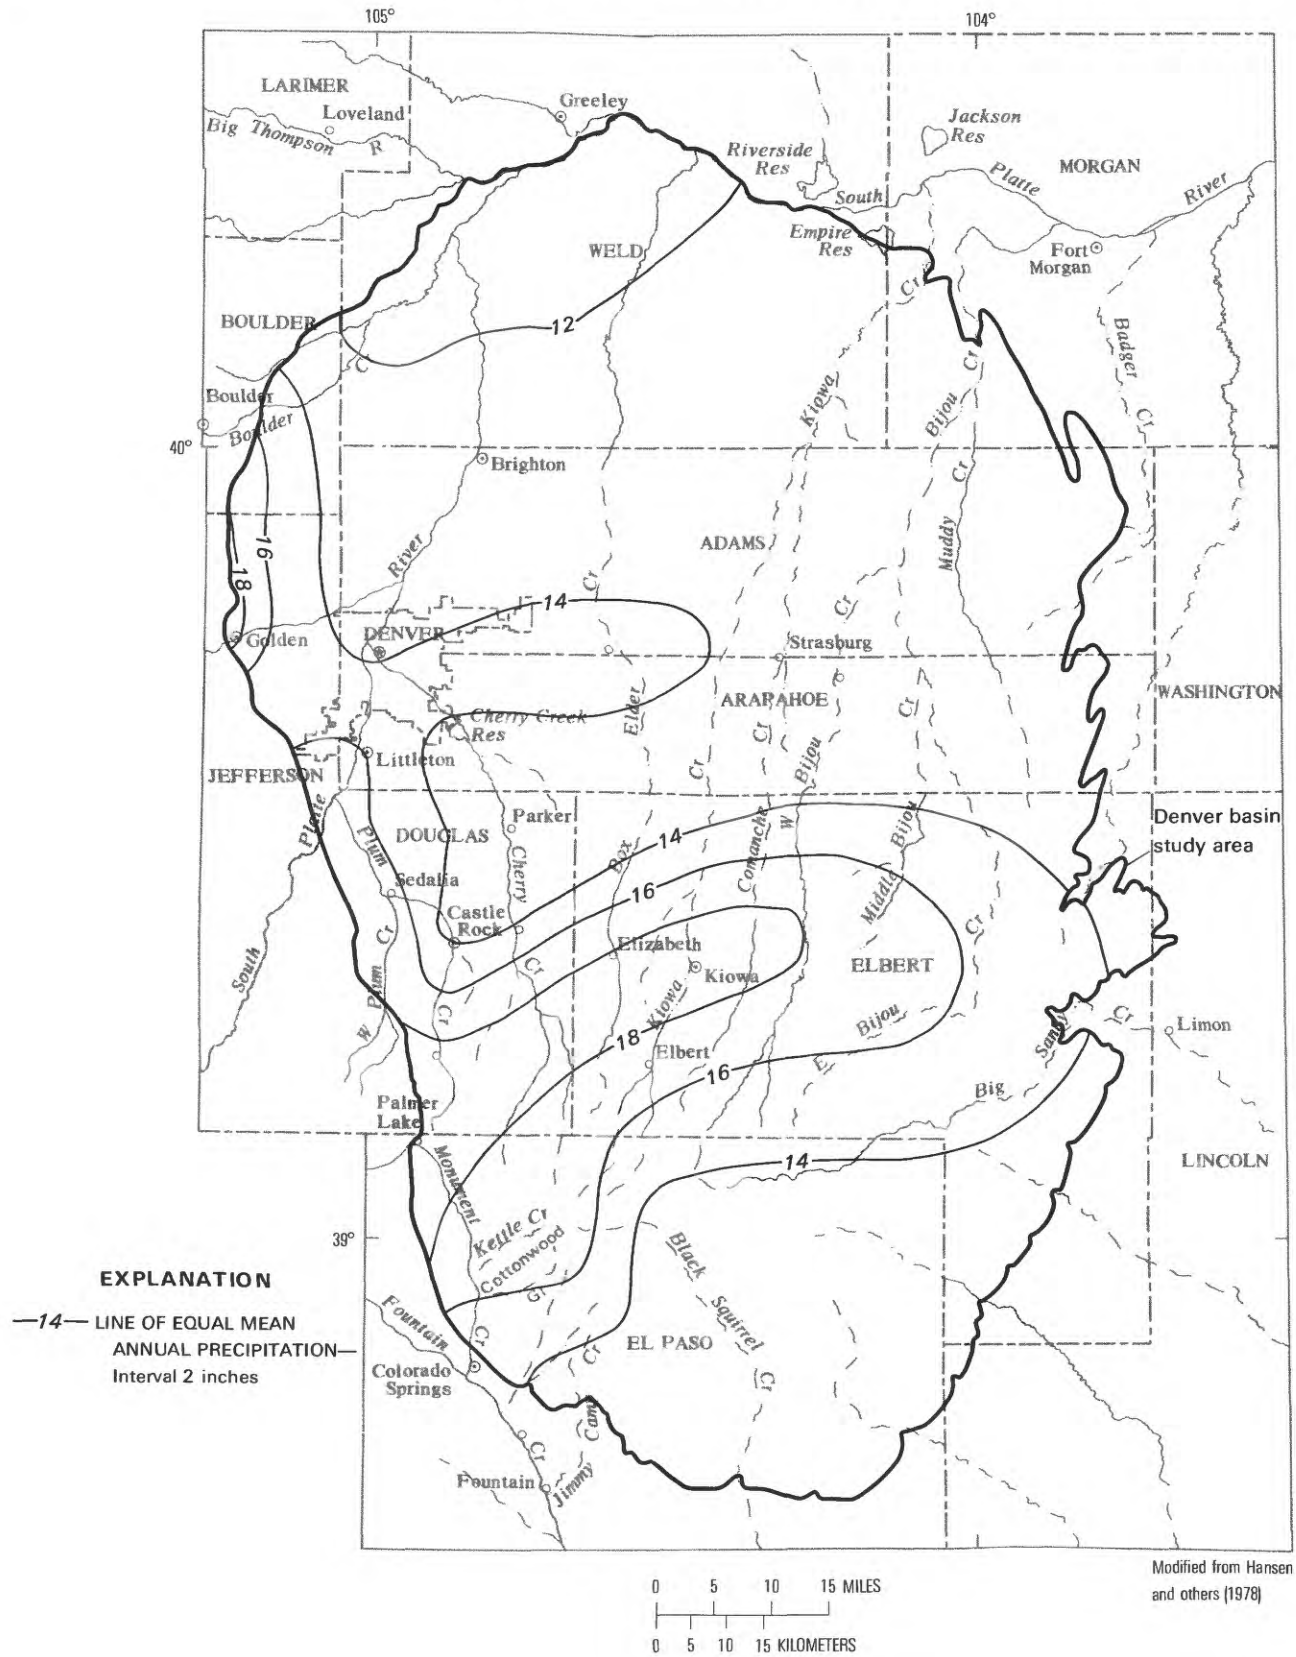 105°
104°
LARIMER
Loveland
Big Thompson R
Greeley
Jackson
Res
Riverside
Res
MORGAN
South Platte River
Empire
Res
Fort
Morgan
WELD
Cr
BOULDER
12
Badger Cr
Boulder
Boulder C
Kiowa
Bijou Cr
40°
Brighton
Cr
16
18
River
ADAMS
Muddy
Cr
Cr
14
Golden
DENVER
Strasburg
ARAPAHOE
WASHINGTON
Elder
Cherry Creek
Res
Cr
Cr
Cr
Littleton
JEFFERSON
Bijou
Platte
Parker
DOUGLAS
Plum
Cherry
14
Box
Comanche
W
Bijou
Middle
Denver basin
study area
Sedalia
16
Castle
Rock
Cr
Cr
Elizabeth
Kiowa
ELBERT
Cr
South
Plum
W
Cr
Cr
Kiowa
Bijou
E
Sand
Cr
Limon
18
Elbert
16
Big
Palmer
Lake
14
LINCOLN
Monument
39°
Kettle Cr
Cottonwood
Cr
Black Squirrel Cr
EXPLANATION
—14— LINE OF EQUAL MEAN
ANNUAL PRECIPITATION—
Interval 2 inches
Fountain
Cr
EL PASO
Colorado
Springs
Cr
Cr
Camp
Jimmy
Fountain
Modified from Hansen
and others (1978)
0 5 10 15 MILES
0 5 10 15 KILOMETERS